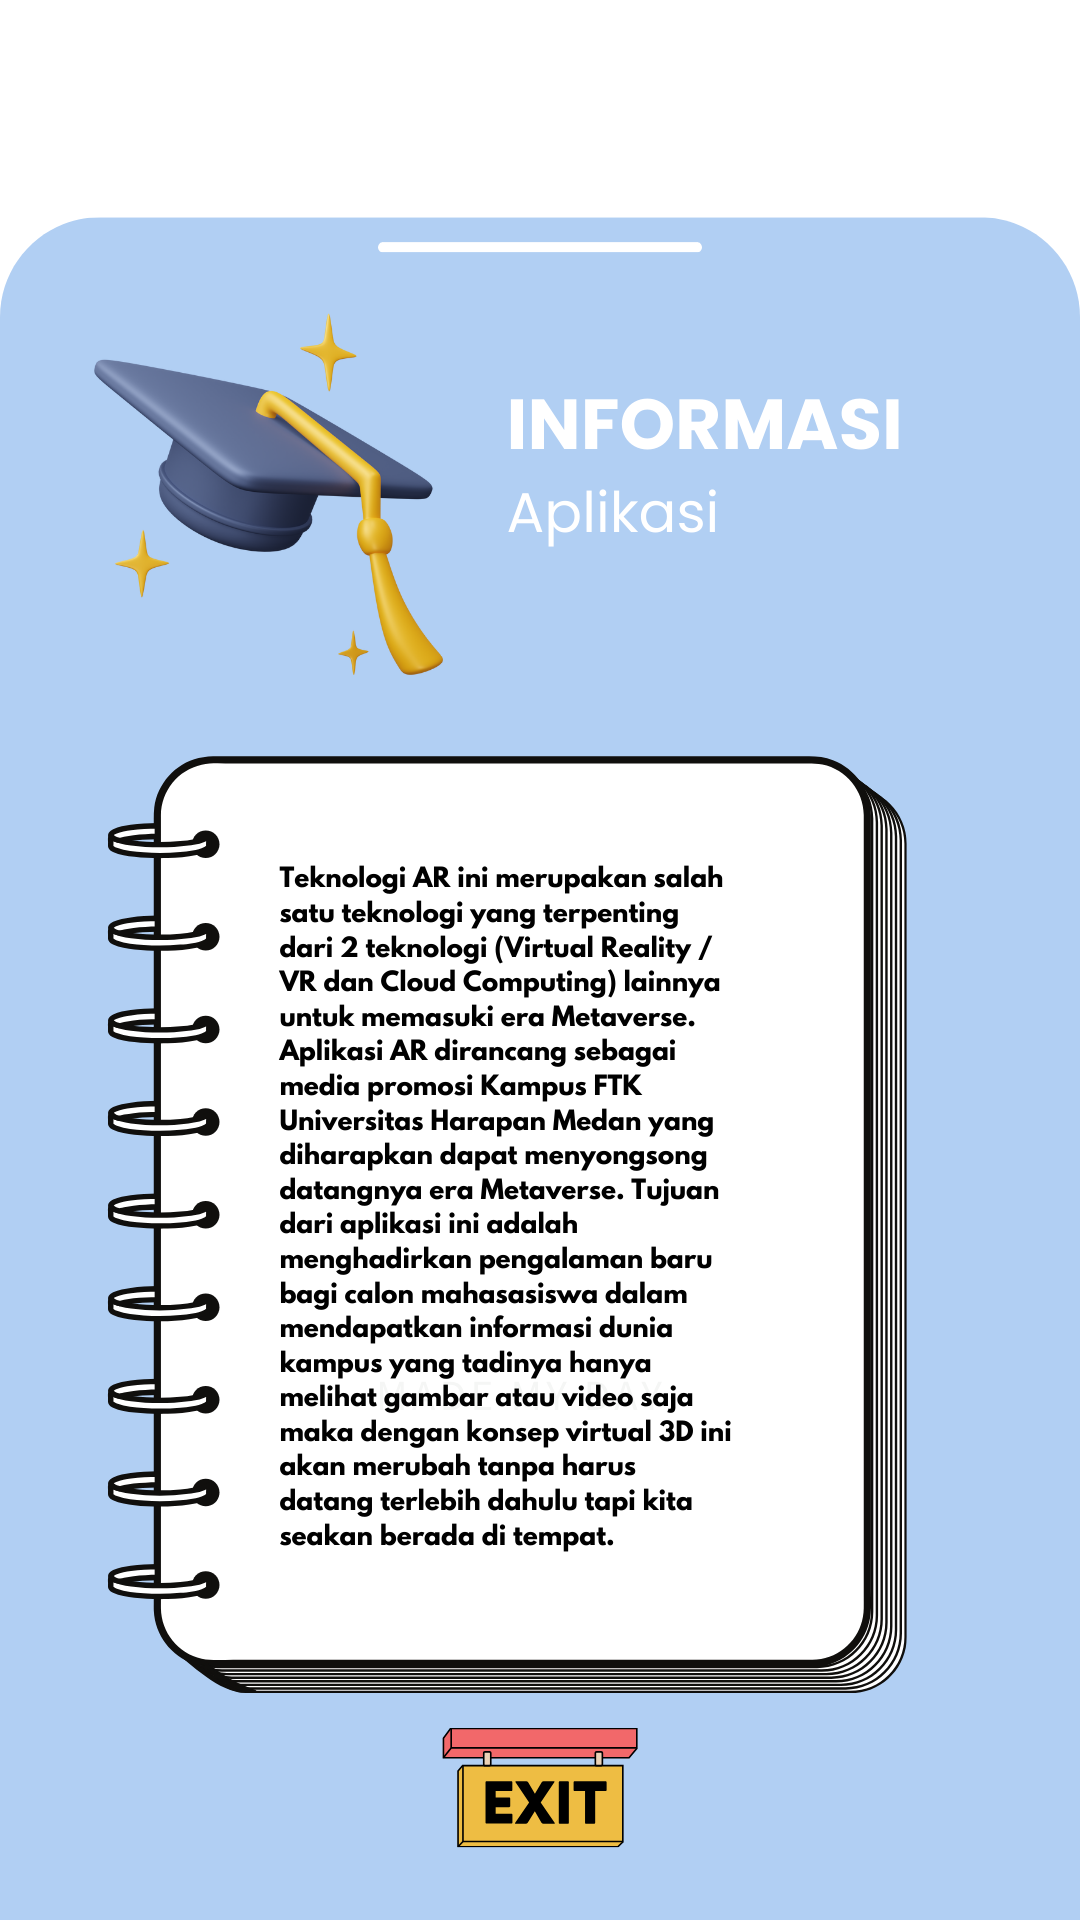 INFORMASI
Aplikasi
Teknologi AR ini merupakan salah
satu teknologi yang terpenting
dari 2 teknologi (Virtual Reality /
VR dan Cloud Computing) lainnya
untuk memasuki era Metaverse.
Aplikasi AR dirancang sebagai
media promosi Kampus FTK
Universitas Harapan Medan yang
diharapkan dapat menyongsong
datangnya era Metaverse. Tujuan
dari aplikasi ini adalah
menghadirkan pengalaman baru
bagi calon mahasasiswa dalam
mendapatkan informasi dunia
kampus yang tadinya hanya
melihat gambar atau video saja
maka dengan konsep virtual 3D ini
akan merubah tanpa harus
datang terlebih dahulu tapi kita
seakan berada di tempat.
EXIT